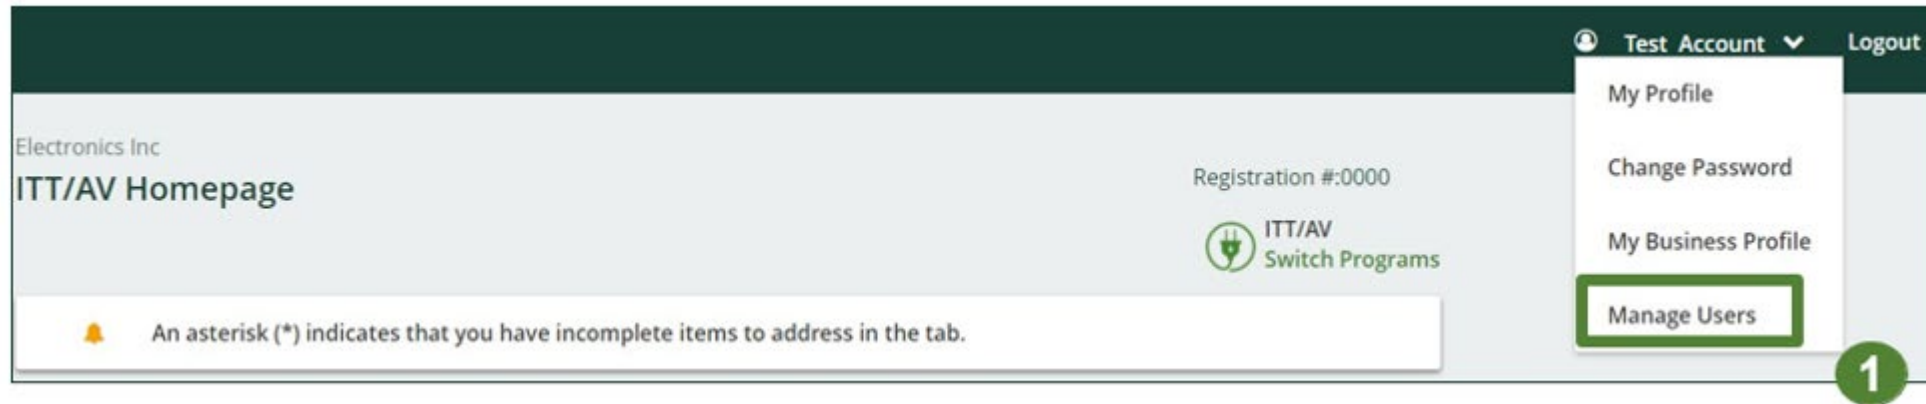 Test Account
Logout
My Profile
Change Password
My Business Profile
Manage Users
1
Electronics Inc
ITT/AV Homepage
Registration #:0000
ITT/AV
Switch Programs
An asterisk (*) indicates that you have incomplete items to address in the tab.